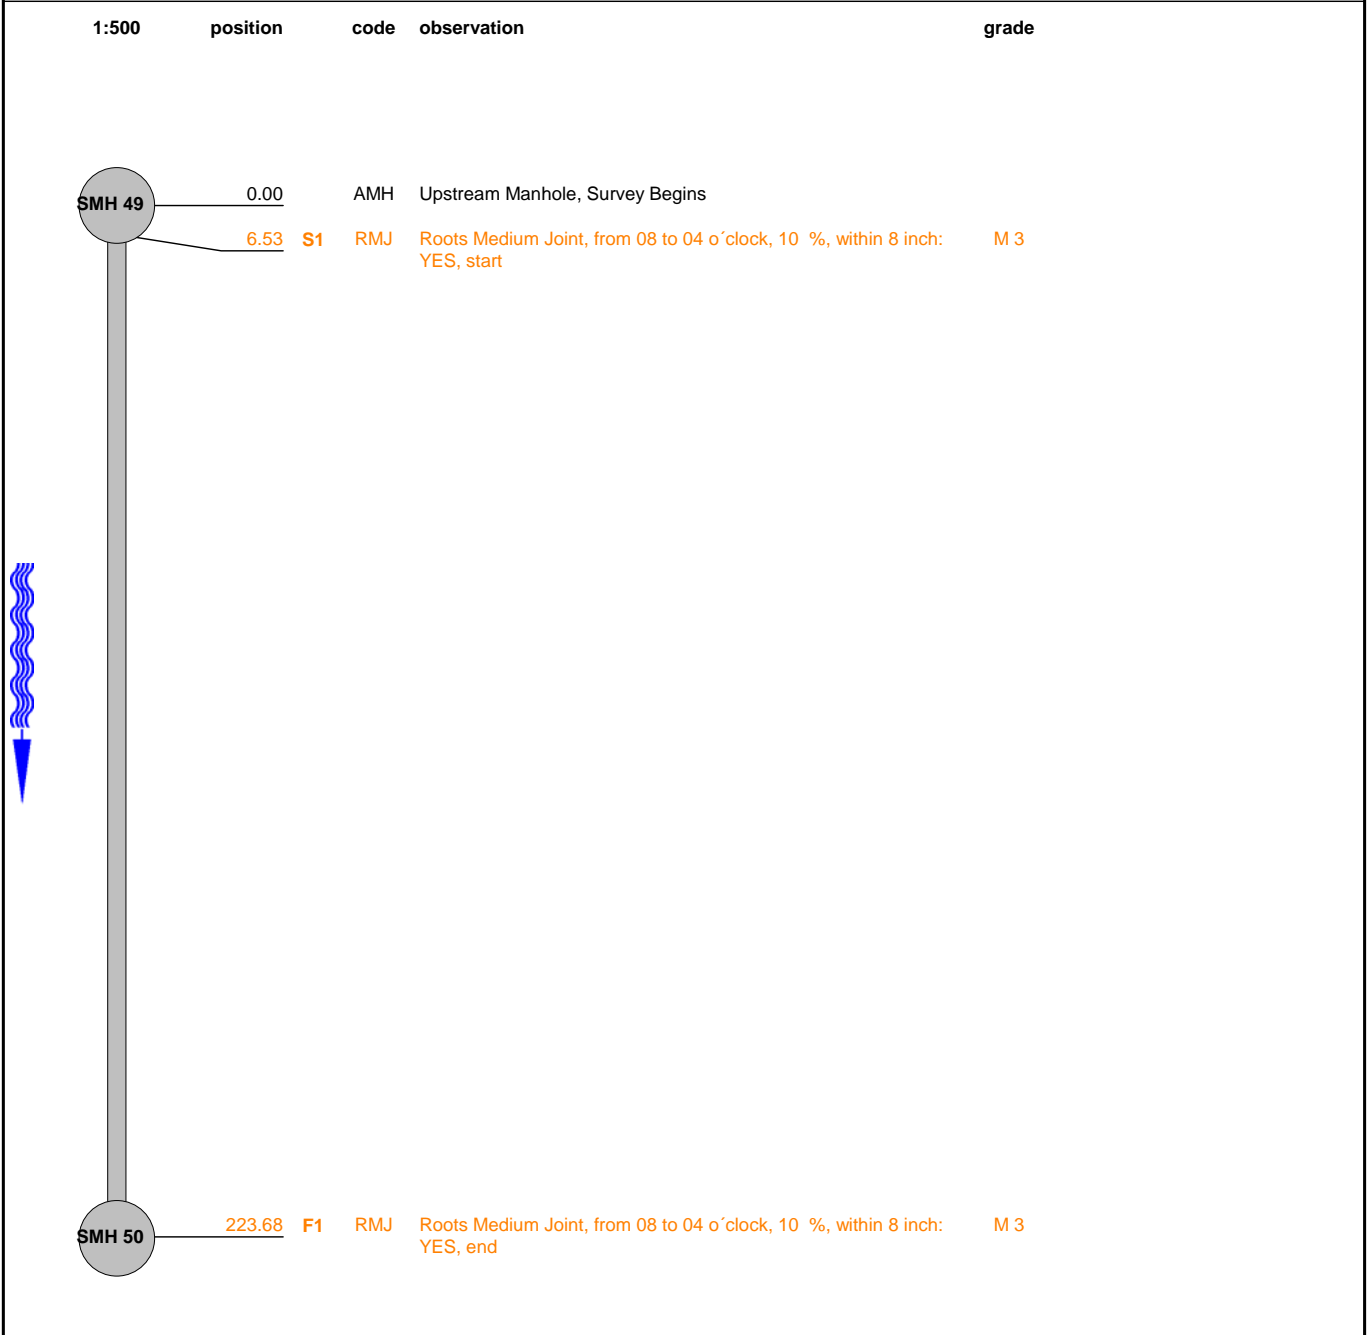 1:500 position code observation grade
SMH 49 0.00 AMH Upstream Manhole, Survey Begins
6.53 S1 RMJ Roots Medium Joint, from 08 to 04 o´clock, 10 %, within 8 inch: M 3
YES, start
223.68 F1 RMJ Roots Medium Joint, from 08 to 04 o´clock, 10 %, within 8 inch: M 3
SMH 50 YES, end